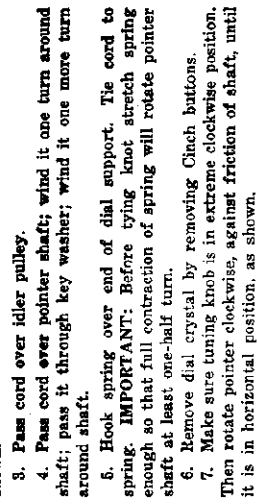 3. Pass cord over idler pulley.
4. Pass cord over pointer shaft; wind it one turn around
shaft; pass it through key washer; wind it one more turn
around shaft.
5. Hook spring over end of dial support. Tie cord to
spring. IMPORTANT: Before tying knot stretch spring
enough so that full contraction of spring will rotate pointer
shaft at least one-half turn.
6. Remove dial crystal by removing Cinch buttons.
7. Make sure tuning knob is in extreme clockwise position.
Then rotate pointer clockwise, against friction of shaft, until
it is in horizontal position, as shown.